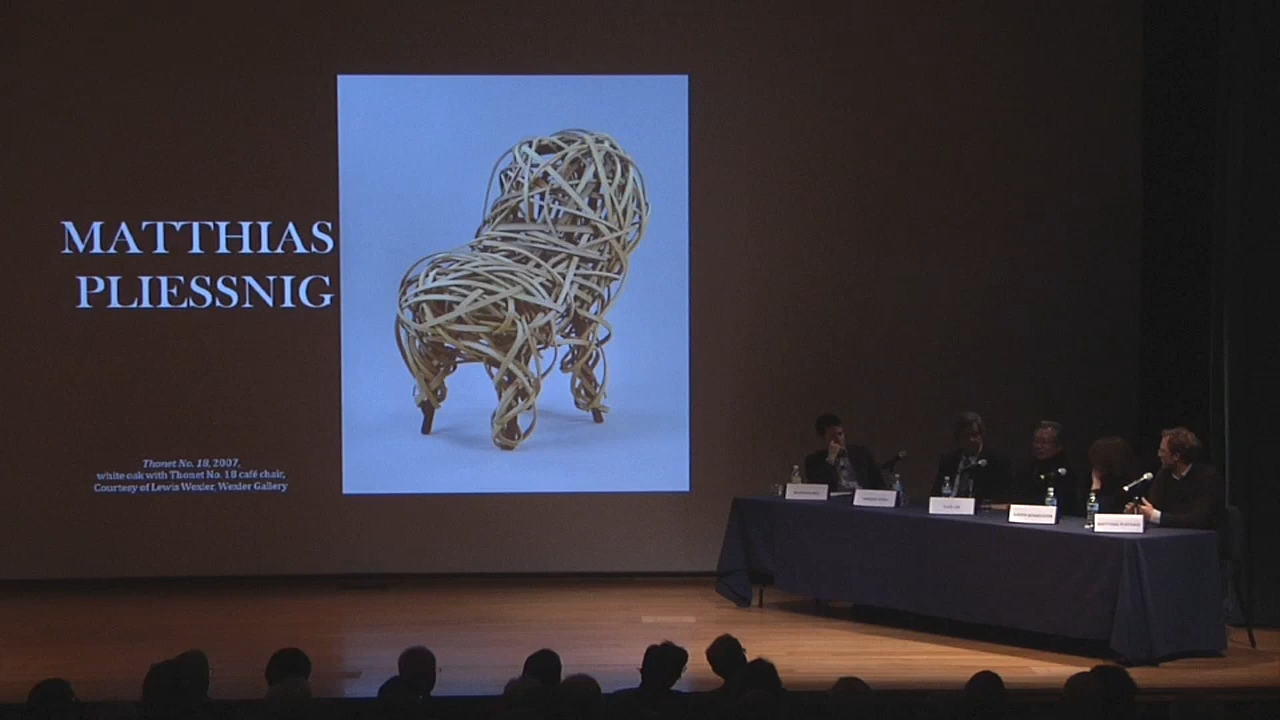 MATTHIAS
PLIESSNIG
Thonet No. 18, 2007,
white oak with Thonet No. 18 café chair,
Courtesy of Lewis Wexler, Wexler Gallery